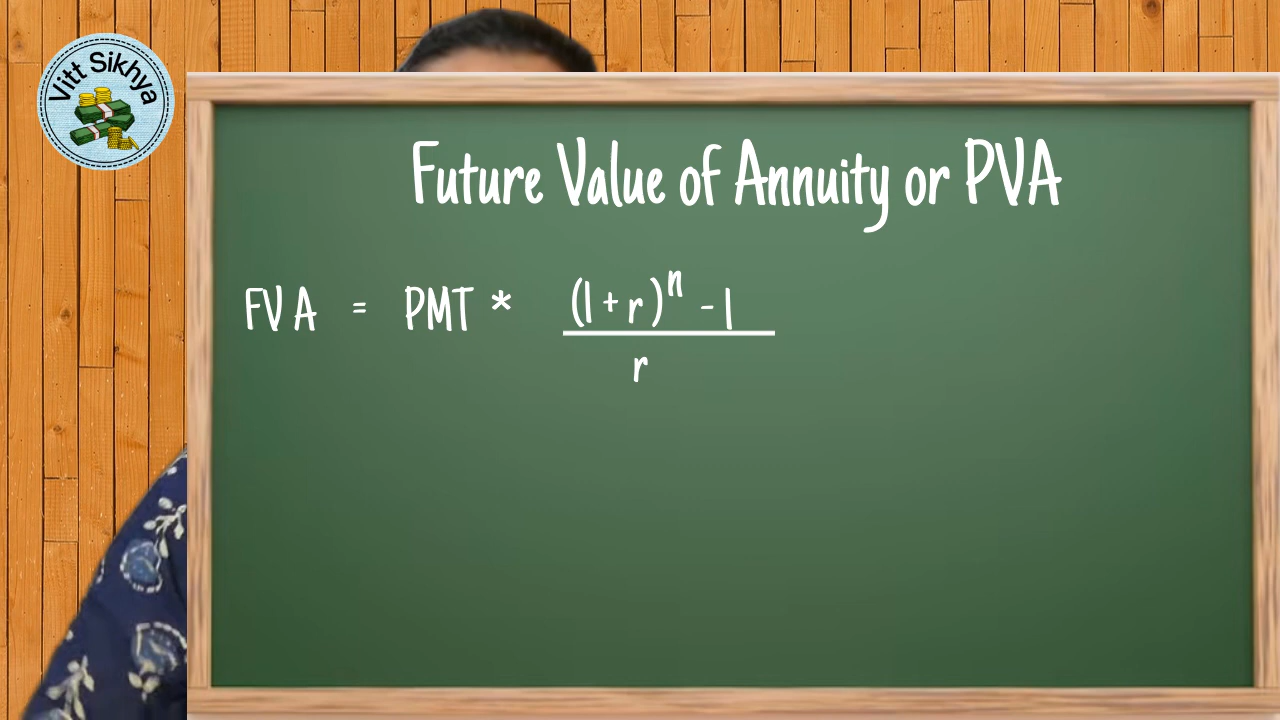 Vitt Sikhya
Future Value of Annuity or PVA
FVA = PMT * (1+r)^n -1
r